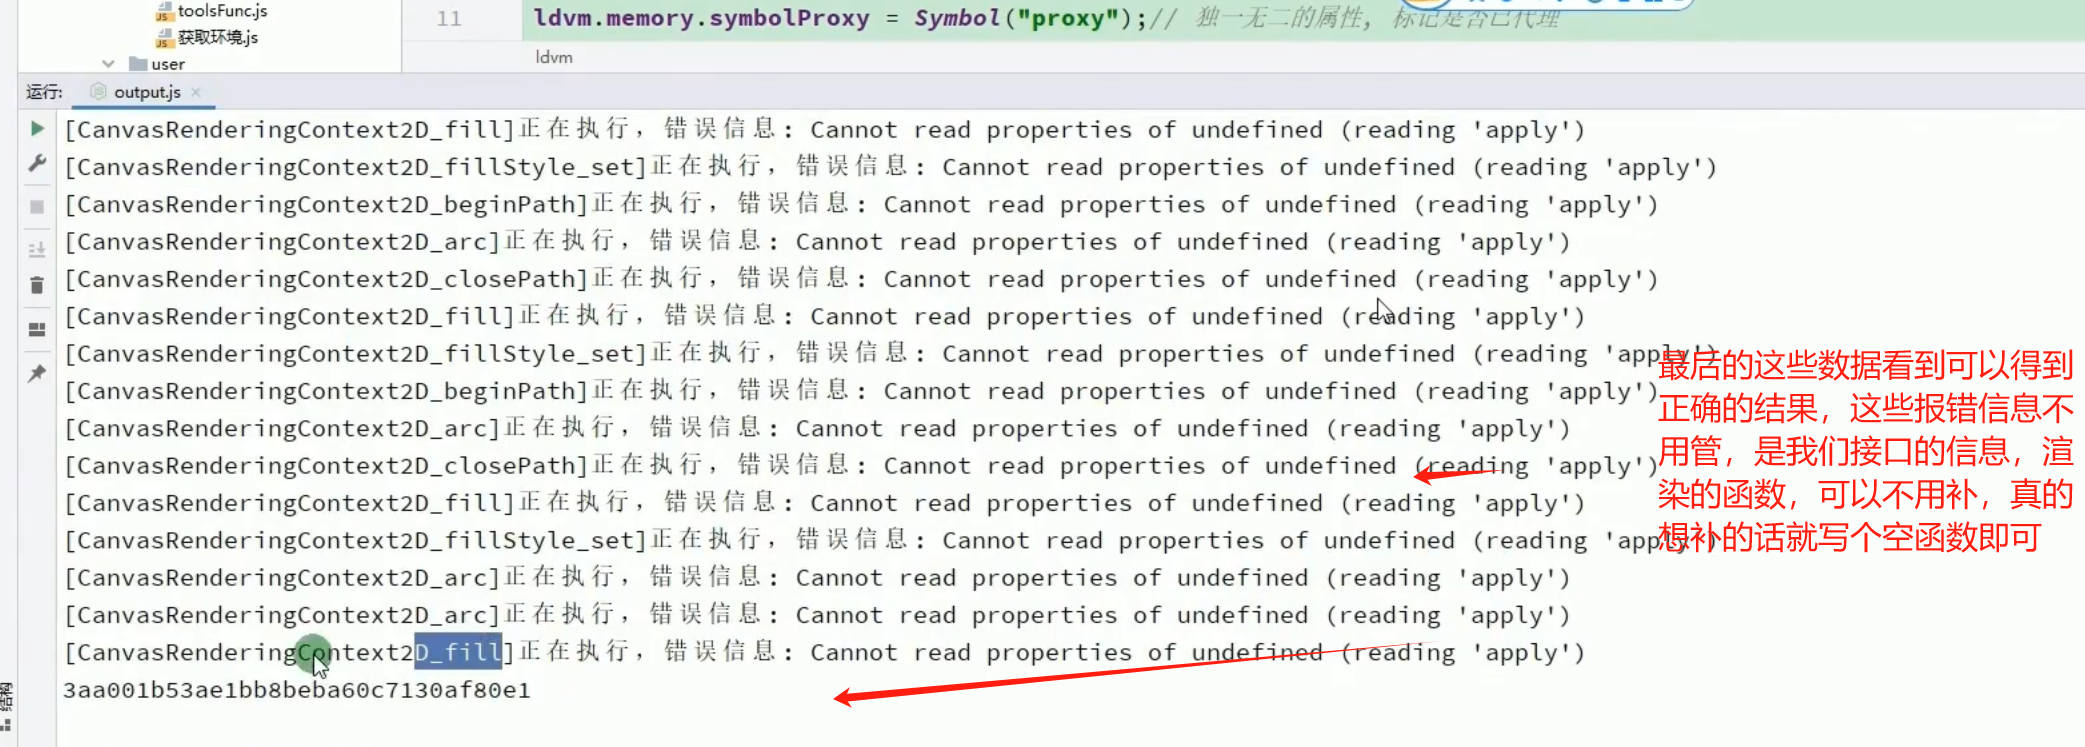 toolsFunc.js
获取环境.js
user
11
ldvm.memory.symbolProxy = Symbol("proxy");// 独一无二的属性, 标记是否已代理
ldvm
运行:
output.js
[CanvasRenderingContext2D_fill]正在执行, 错误信息: Cannot read properties of undefined (reading 'apply')
[CanvasRenderingContext2D_fillStyle_set]正在执行, 错误信息: Cannot read properties of undefined (reading 'apply')
[CanvasRenderingContext2D_beginPath]正在执行, 错误信息: Cannot read properties of undefined (reading 'apply')
[CanvasRenderingContext2D_arc]正在执行, 错误信息: Cannot read properties of undefined (reading 'apply')
[CanvasRenderingContext2D_closePath]正在执行, 错误信息: Cannot read properties of undefined (reading 'apply')
[CanvasRenderingContext2D_fill]正在执行, 错误信息: Cannot read properties of undefined (reading 'apply')
[CanvasRenderingContext2D_fillStyle_set]正在执行, 错误信息: Cannot read properties of undefined (reading 'apply')
[CanvasRenderingContext2D_beginPath]正在执行, 错误信息: Cannot read properties of undefined (reading 'apply')
[CanvasRenderingContext2D_arc]正在执行, 错误信息: Cannot read properties of undefined (reading 'apply')
[CanvasRenderingContext2D_closePath]正在执行, 错误信息: Cannot read properties of undefined (reading 'apply')
[CanvasRenderingContext2D_fill]正在执行, 错误信息: Cannot read properties of undefined (reading 'apply')
[CanvasRenderingContext2D_fillStyle_set]正在执行, 错误信息: Cannot read properties of undefined (reading 'apply')
[CanvasRenderingContext2D_arc]正在执行, 错误信息: Cannot read properties of undefined (reading 'apply')
[CanvasRenderingContext2D_arc]正在执行, 错误信息: Cannot read properties of undefined (reading 'apply')
[CanvasRenderingContext2D_fill]正在执行, 错误信息: Cannot read properties of undefined (reading 'apply')
3aa001b53ae1bb8beba60c7130af80e1
最后的这些数据看到可以得到
正确的结果，这些报错信息不
用管，是我们接口的信息，渲
染的函数，可以不用补，真的
想补的话就写个空函数即可
结构